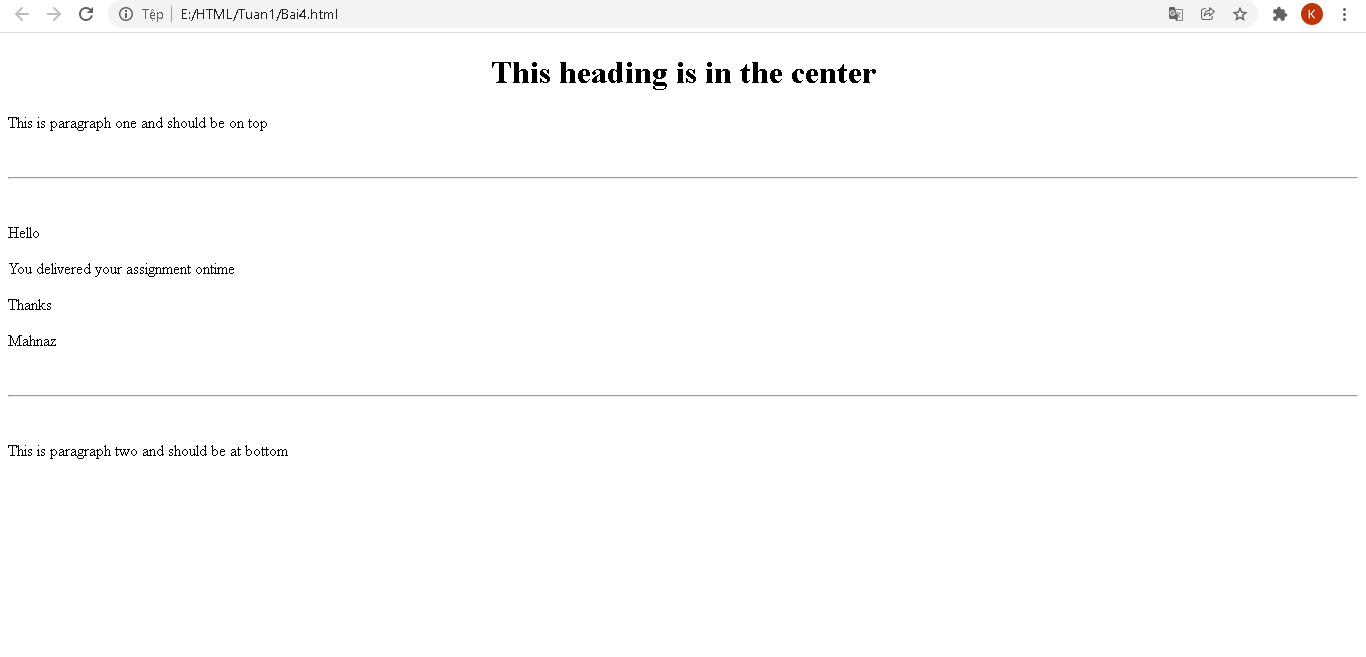 Tệp E:/HTML/Tuan1/Bai4.html K
This heading is in the center
This is paragraph one and should be on top
Hello
You delivered your assignment ontime
Thanks
Mahnaz
This is paragraph two and should be at bottom